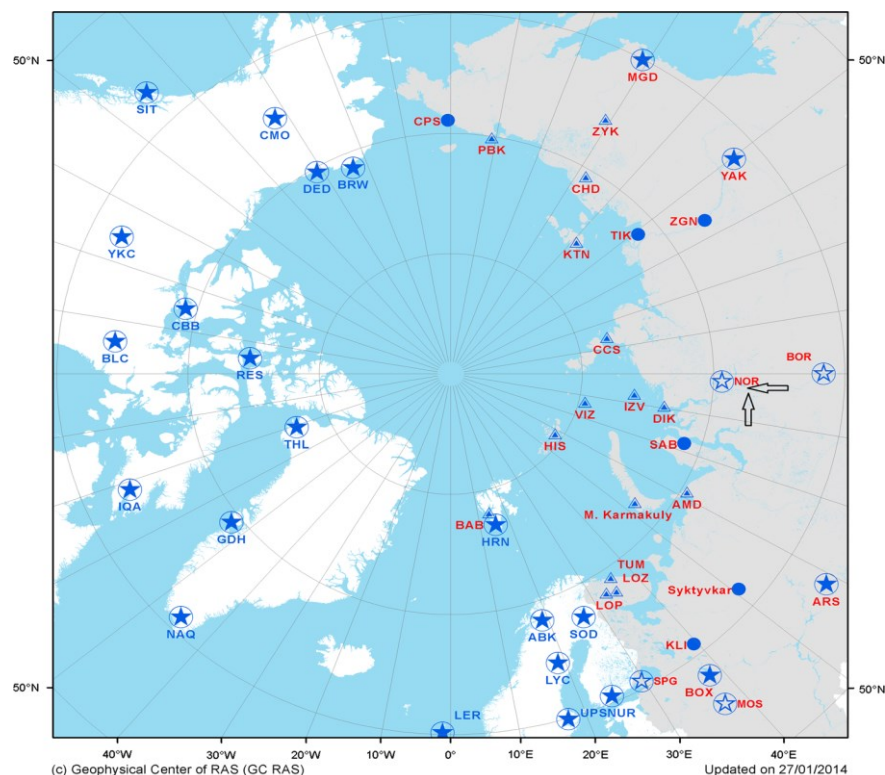 50°N
50°N
MGD
SIT
CMO
CPS
ZYK
PBK
YAK
DED
BRW
CHD
ZGN
TIK
YKC
KTN
CBB
BLC
CCS
BOR
RES
NOR
IZV
VIZ
DIK
THL
HIS
SAB
IQA
AMD
M. Karmakuly
GDH
BAB
HRN
TUM
LOZ
Syktyvkar
ARS
LOP
NAQ
ABK
SOD
KLI
LYC
SPG
BOX
50°N
50°N
MOS
LER
UPSNUR
40°W
30°W
20°W
10°W
0°
10°E
20°E
30°E
40°E
(c) Geophysical Center of RAS (GC RAS)
Updated on 27/01/2014